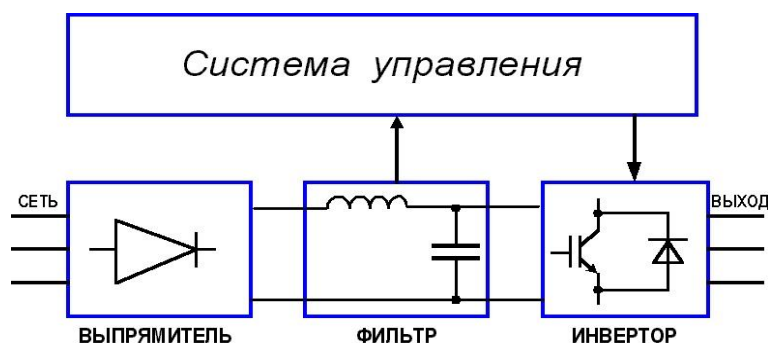 Система управления
СЕТЬ
ВЫХОД
ВЫПРЯМИТЕЛЬ
ФИЛЬТР
ИНВЕРТОР